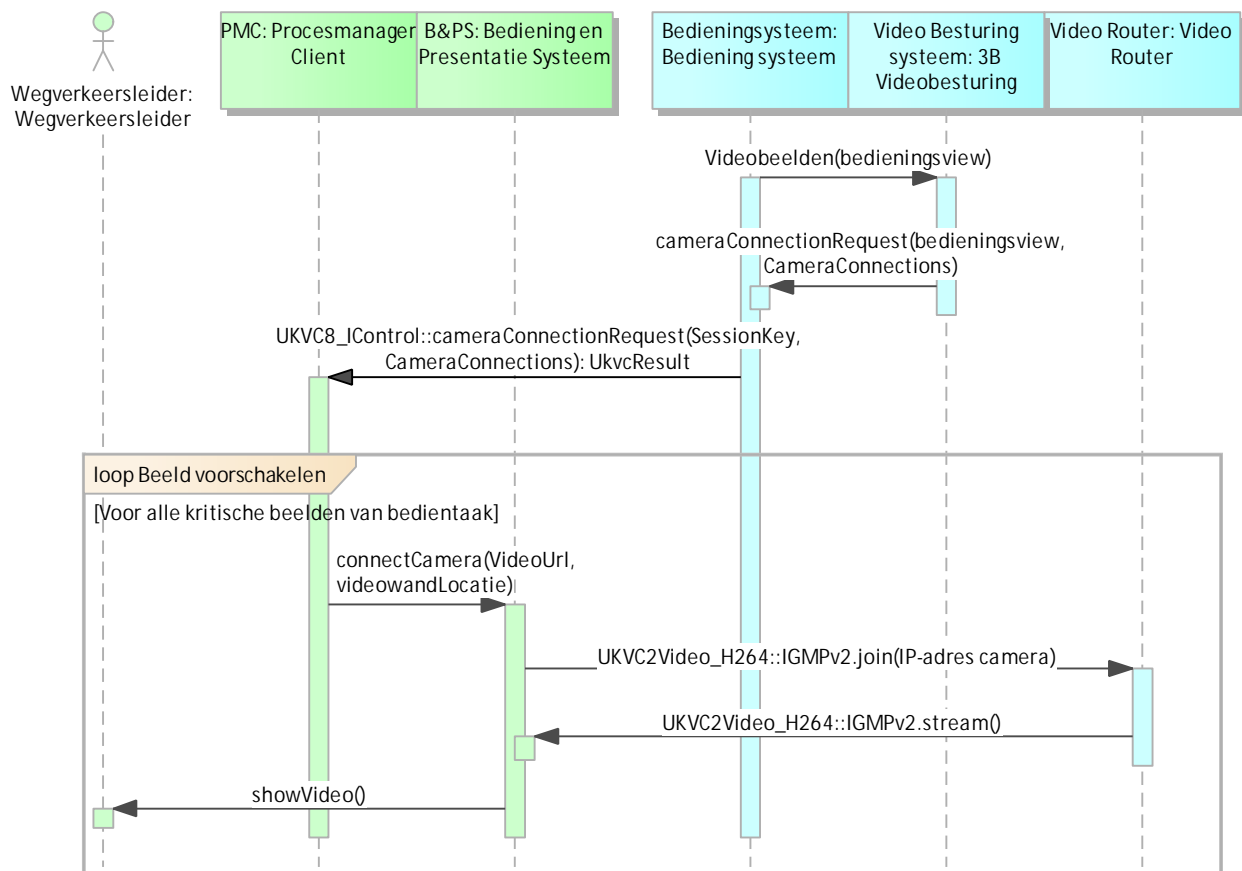 Wegverkeersleider:
Wegverkeersleider
PMC: Procesmanager
Client
B&PS: Bediening en
Presentatie Systeem
Bedieningsysteem:
Bediening systeem
Video Besturing
systeem: 3B
Videobesturing
Video Router: Video
Router
Videobeelden(bedieningsview)
cameraConnectionRequest(bedieningsview,
CameraConnections)
UKVC8_IControl::cameraConnectionRequest(SessionKey,
CameraConnections): UkvcResult
loop Beeld voorschakelen
[Voor alle kritische beelden van bedientaak]
connectCamera(VideoUrl,
videowandLocatie)
UKVC2Video_H264::IGMPv2.join(IP-adres camera)
UKVC2Video_H264::IGMPv2.stream()
showVideo()